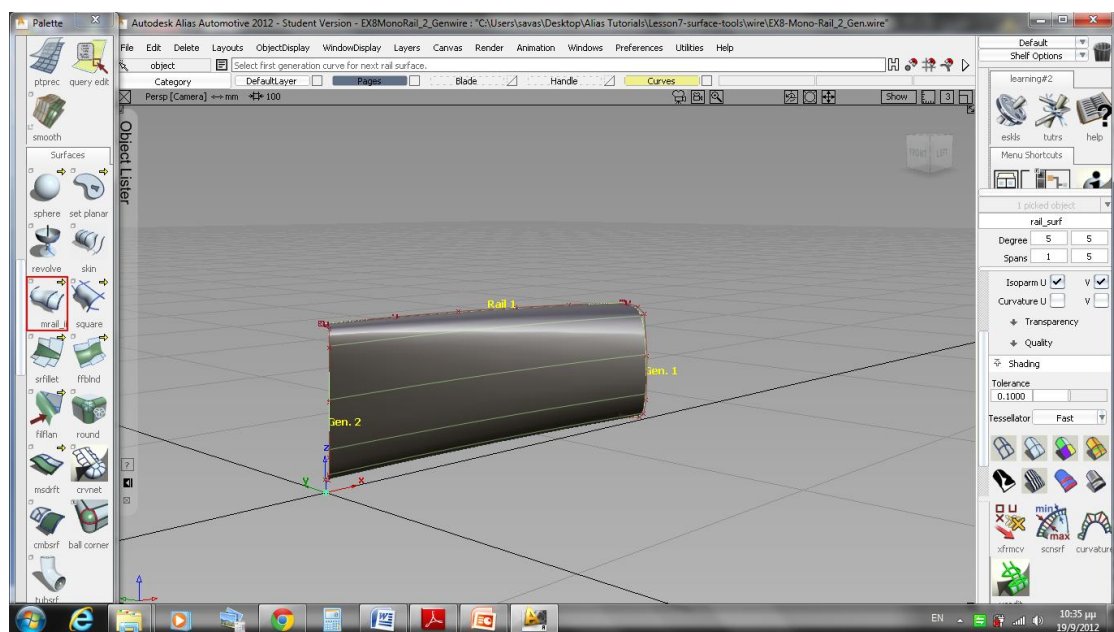 Palette X
Autodesk Alias Automotive 2012 - Student Version - EX8MonoRail_2_Genwire : "C:\Users\savas\Desktop\Alias Tutorials\Lesson7-surface-tools\wire\EX8-Mono-Rail_2_Gen.wire"
File Edit Delete Layouts ObjectDisplay WindowDisplay Layers Canvas Render Animation Windows Preferences Utilities Help
object Select first generation curve for next rail surface.
Category DefaultLayer Pages Blade Handle Curves
Persp [Camera] mm 100 Show 3
Object Lister
ptprec query edit
smooth
Surfaces
sphere set planar
revolve skin
mrail_ii square
srfillet ffblnd
filflan round
msdrft crvnet
cmbsrf ball corner
tubsrf
FRONT LEFT
Rail 1
Gen. 1
Gen. 2
z
y x
?
Default
Shelf Options
learning#2
eskls tutrs help
Menu Shortcuts
1 picked object
rail_surf
Degree 5 5
Spans 1 5
Isoparm U V
Curvature U V
Transparency
Quality
Shading
Tolerance
0.1000
Tessellator Fast
min
max
xfrmcv scnsrf curvature
EN 10:35 μμ
19/9/2012